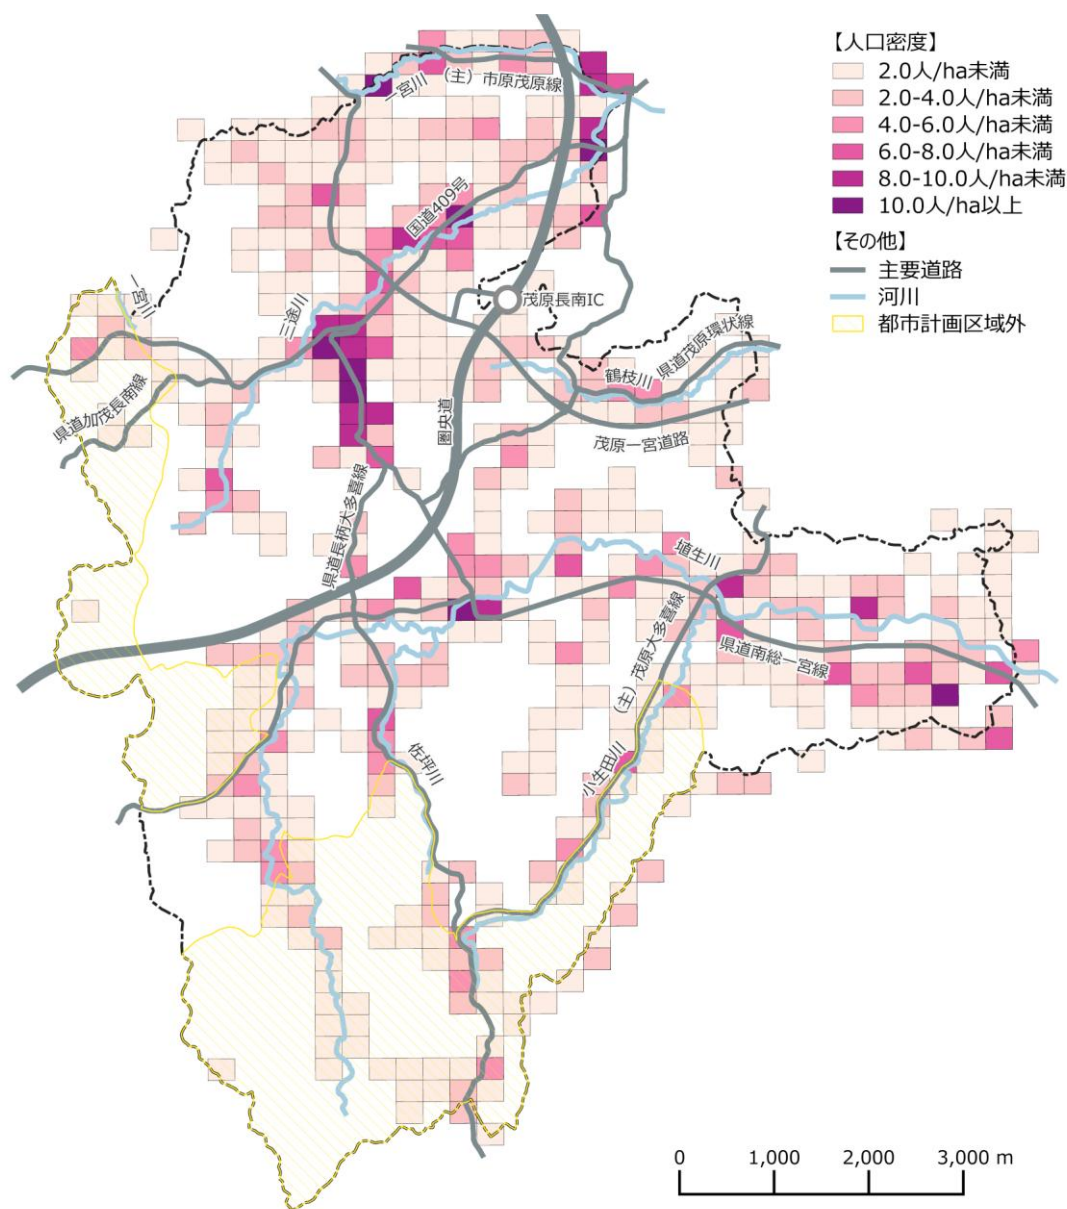 【人口密度】
2.0人/ha未満
2.0-4.0人/ha未満
4.0-6.0人/ha未満
6.0-8.0人/ha未満
8.0-10.0人/ha未満
10.0人/ha以上
【その他】
主要道路
河川
都市計画区域外
一宮川
（主）市原茂原線
国道409号
一宮川
三途川
茂原長南IC
県道茂原環状線
鶴枝川
県道加茂長南線
圏央道
茂原一宮道路
県道長柄大多喜線
埴生川
（主）茂原大多喜線
県道南総一宮線
佐坪川
小生田川
0 1,000 2,000 3,000 m